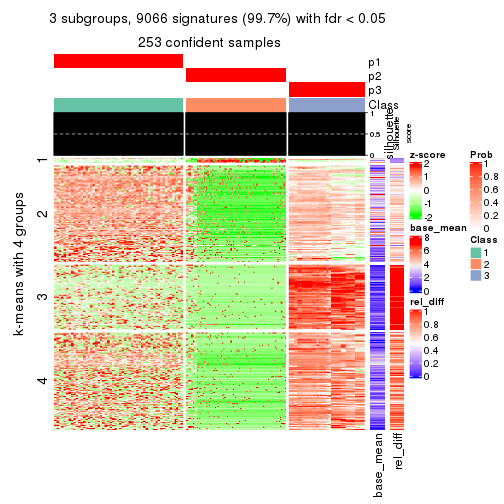 3 subgroups, 9066 signatures (99.7%) with fdr < 0.05
253 confident samples
p1
p2
p3
Class
silhouette
Silhouette
score
1
0.5
0
k-means with 4 groups
1
2
3
4
base_mean
rel_diff
z-score
2
1
0
-1
-2
base_mean
8
6
4
2
0
rel_diff
1
0.8
0.6
0.4
0.2
0
Prob
1
0.8
0.6
0.4
0.2
0
Class
1
2
3